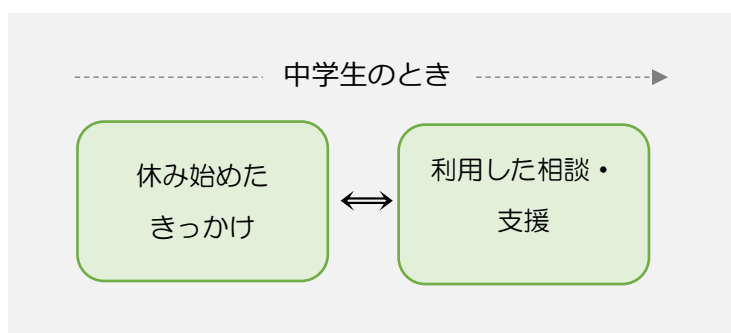 中学生のとき
休み始めた
きっかけ
利用した相談・
支援